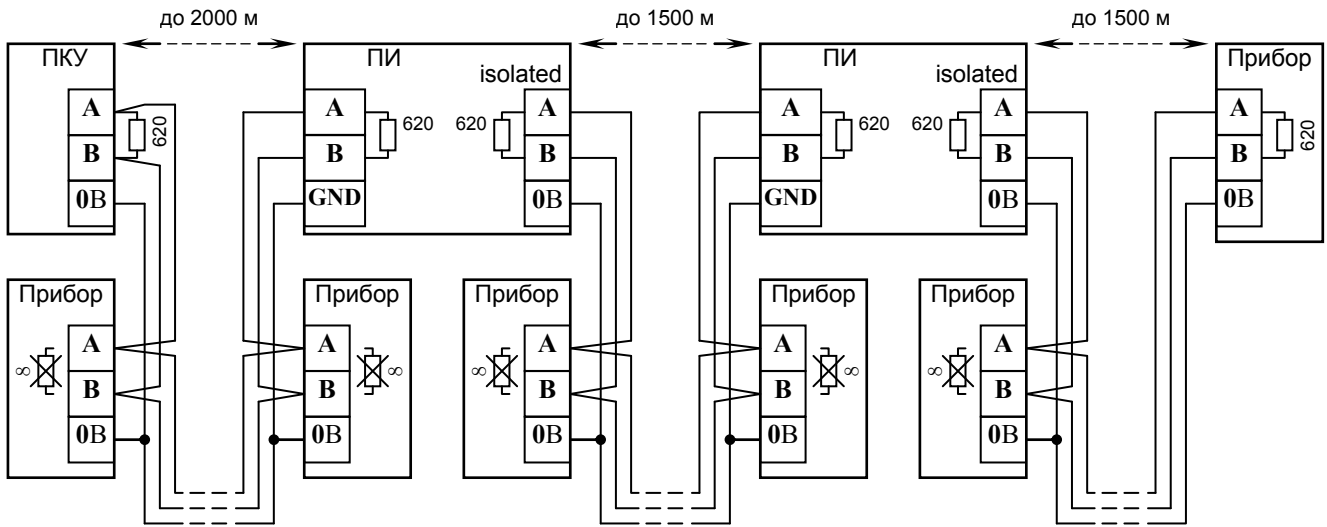 до 2000 м
до 1500 м
до 1500 м
ПКУ
ПИ
isolated
ПИ
isolated
Прибор
A
620
A
620
620
A
A
620
620
A
A
620
B
B
B
B
B
B
0В
GND
0В
GND
0В
0В
Прибор
Прибор
Прибор
Прибор
Прибор
∞
A
A
∞
∞
A
A
∞
∞
A
B
B
B
B
B
0В
0В
0В
0В
0В